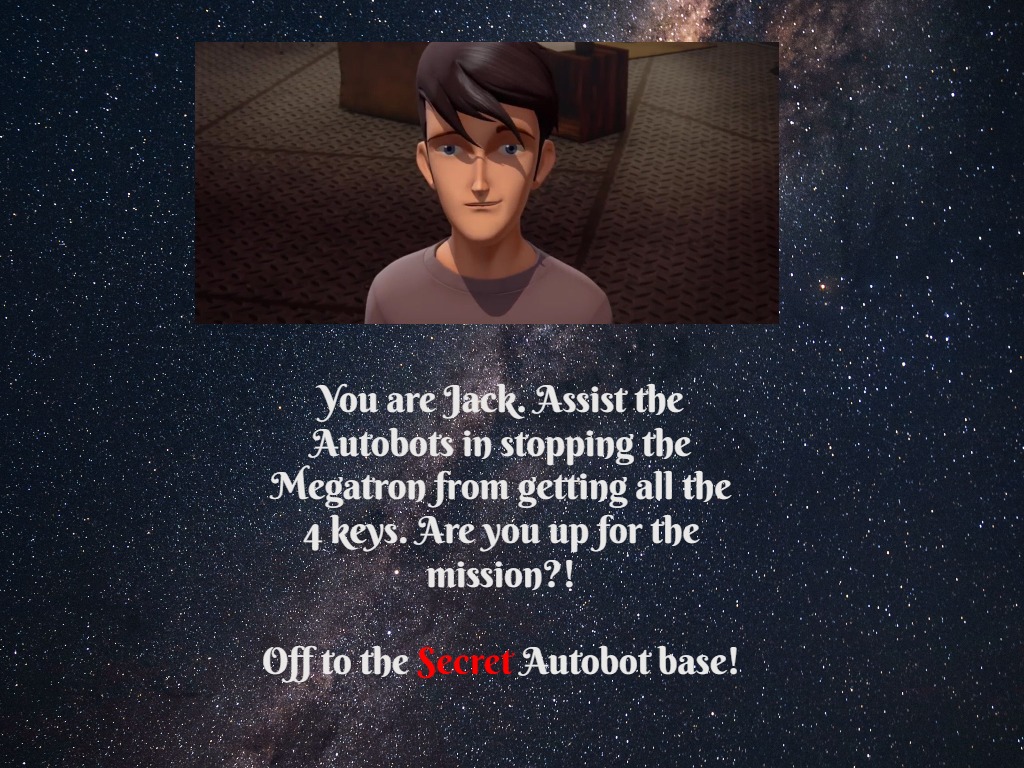 You are Jack. Assist the
Autobots in stopping the
Megatron from getting all the
4 keys. Are you up for the
mission?!
Off to the Secret Autobot base!